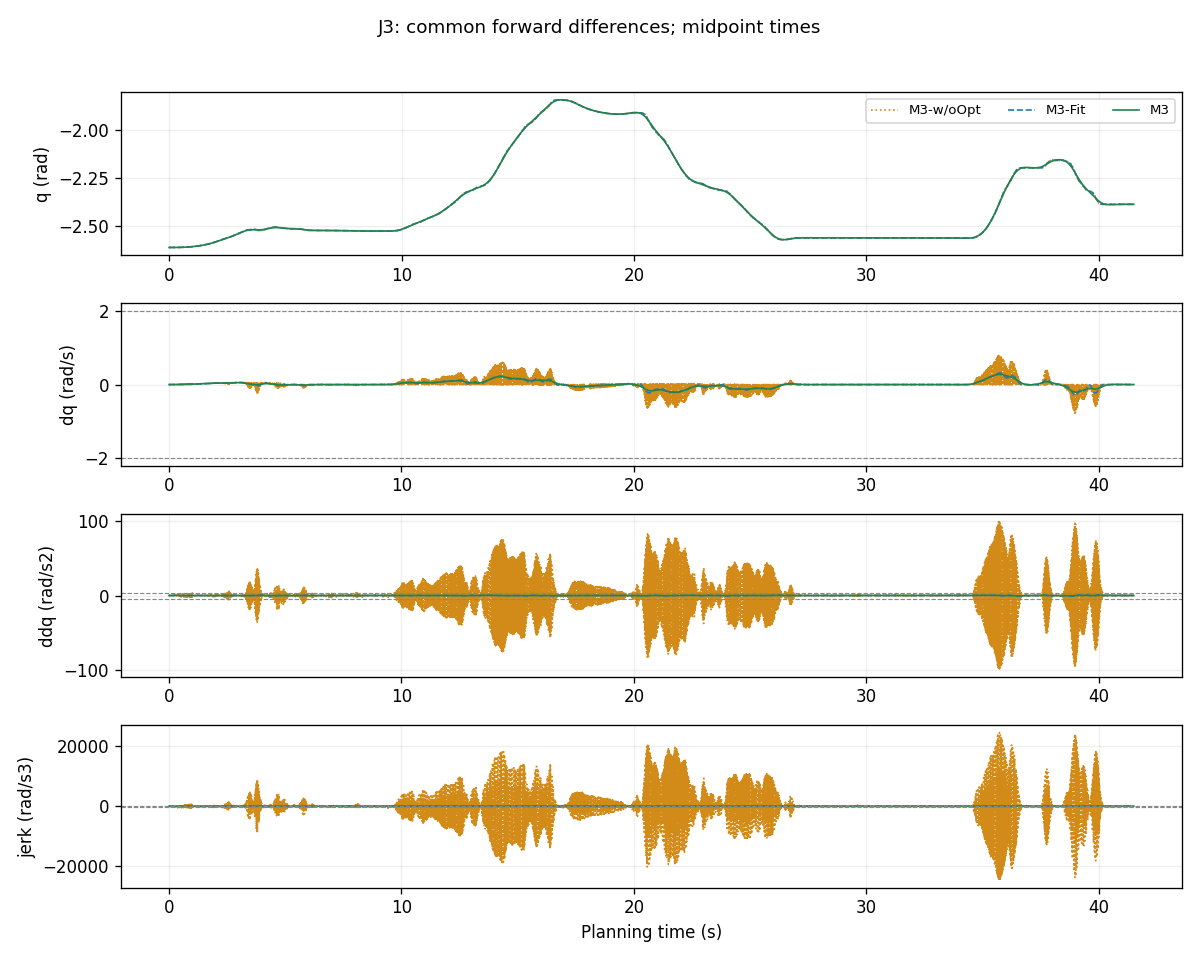 J3: common forward differences; midpoint times
M3-w/oOpt M3-Fit M3
q (rad)
−2.00
−2.25
−2.50
0 10 20 30 40
dq (rad/s)
2
0
−2
0 10 20 30 40
ddq (rad/s2)
100
0
−100
0 10 20 30 40
jerk (rad/s3)
20000
0
−20000
0 10 20 30 40
Planning time (s)